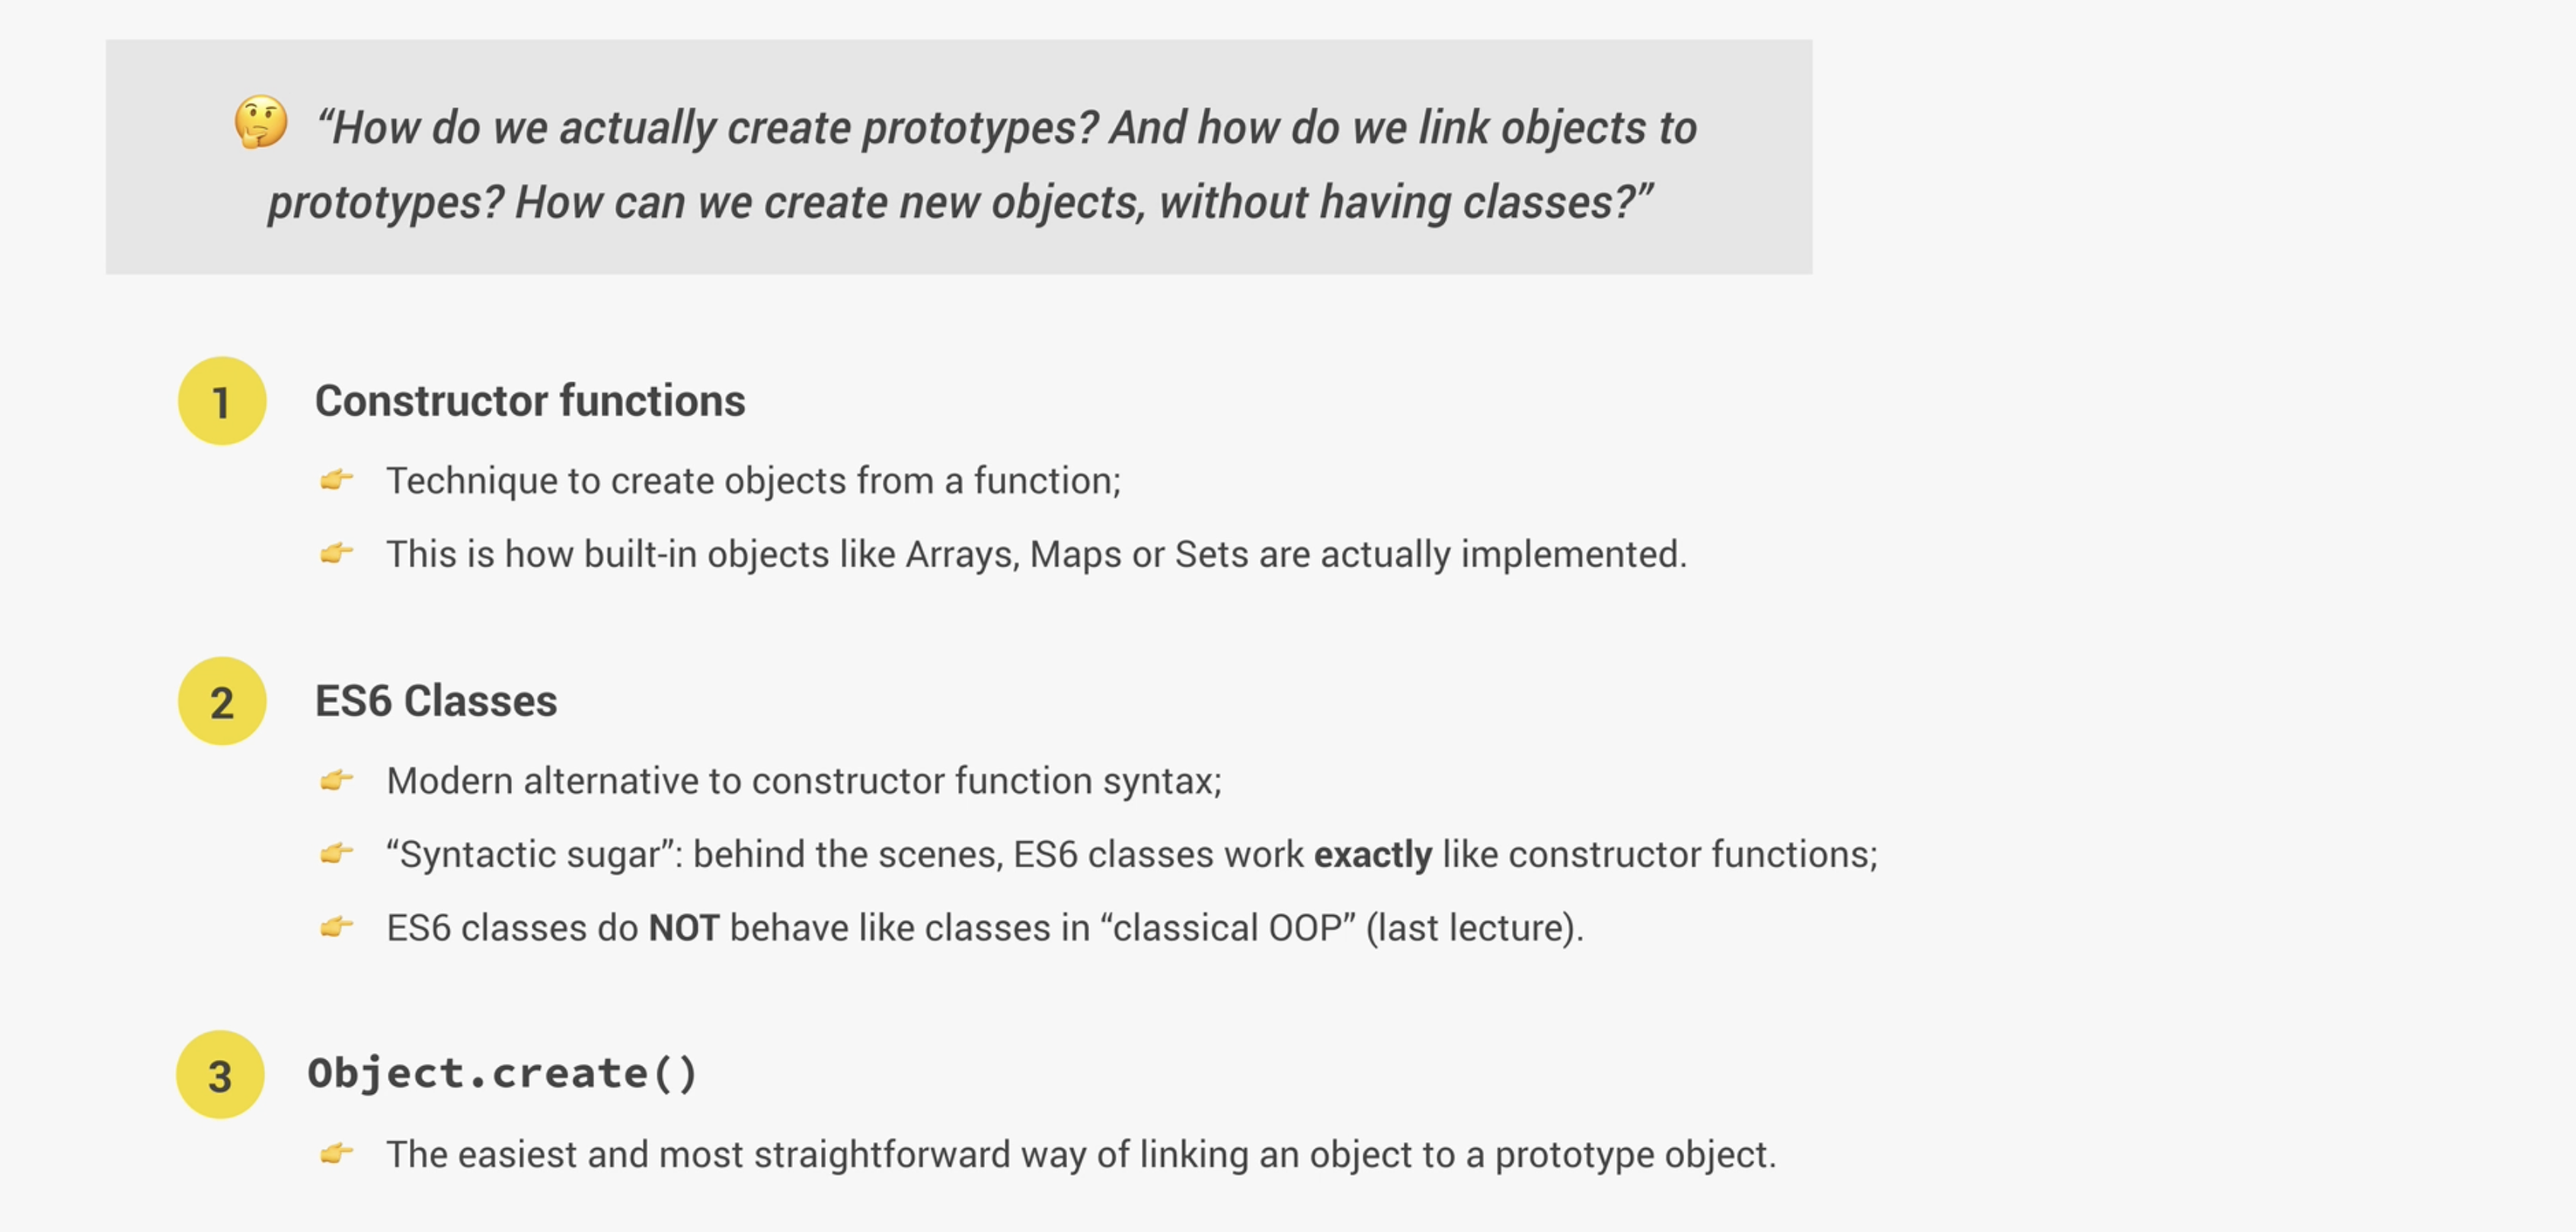 🤔 “How do we actually create prototypes? And how do we link objects to
prototypes? How can we create new objects, without having classes?”
1 Constructor functions
👉 Technique to create objects from a function;
👉 This is how built-in objects like Arrays, Maps or Sets are actually implemented.
2 ES6 Classes
👉 Modern alternative to constructor function syntax;
👉 “Syntactic sugar”: behind the scenes, ES6 classes work exactly like constructor functions;
👉 ES6 classes do NOT behave like classes in “classical OOP” (last lecture).
3 Object.create()
👉 The easiest and most straightforward way of linking an object to a prototype object.